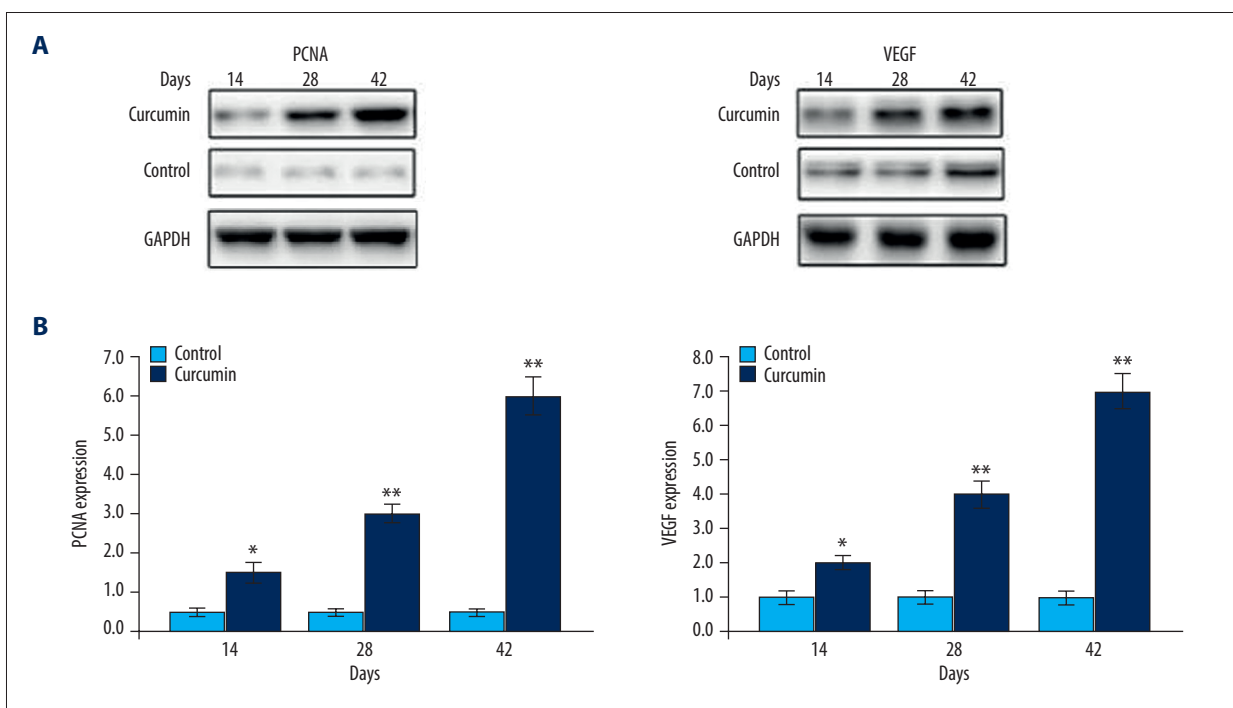 A
PCNA
Days 14 28 42
Curcumin
Control
GAPDH
VEGF
Days 14 28 42
Curcumin
Control
GAPDH
B
Control
Curcumin
7.0
6.0
5.0
4.0
3.0
2.0
1.0
0.0
PCNA expression
*
**
**
14 28 42
Days
Control
Curcumin
8.0
7.0
6.0
5.0
4.0
3.0
2.0
1.0
0.0
VEGF expression
*
**
**
14 28 42
Days